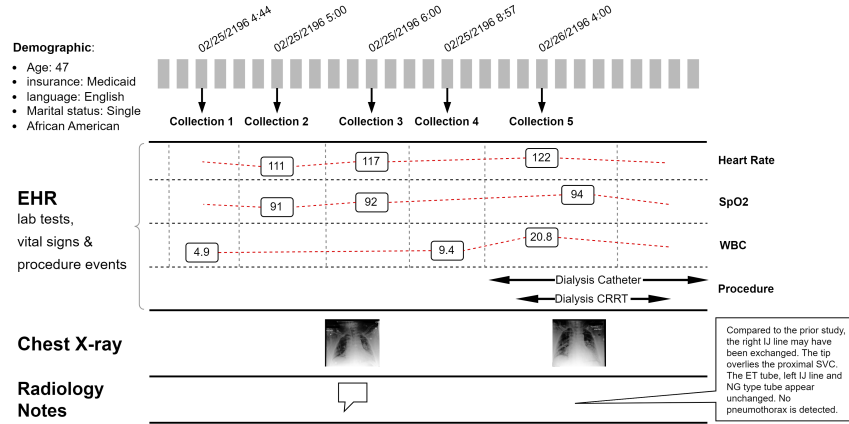 02/25/2196 4:44
02/25/2196 5:00
02/25/2196 6:00
02/25/2196 8:57
02/26/2196 4:00
Demographic:
• Age: 47
• insurance: Medicaid
• language: English
• Marital status: Single
• African American
Collection 1
Collection 2
Collection 3
Collection 4
Collection 5
EHR
lab tests,
vital signs &
procedure events
111
117
122
Heart Rate
91
92
94
SpO2
4.9
9.4
20.8
WBC
Dialysis Catheter
Dialysis CRRT
Procedure
Chest X-ray
Radiology
Notes
Compared to the prior study,
the right IJ line may have
been exchanged. The tip
overlies the proximal SVC.
The ET tube, left IJ line and
NG type tube appear
unchanged. No
pneumothorax is detected.